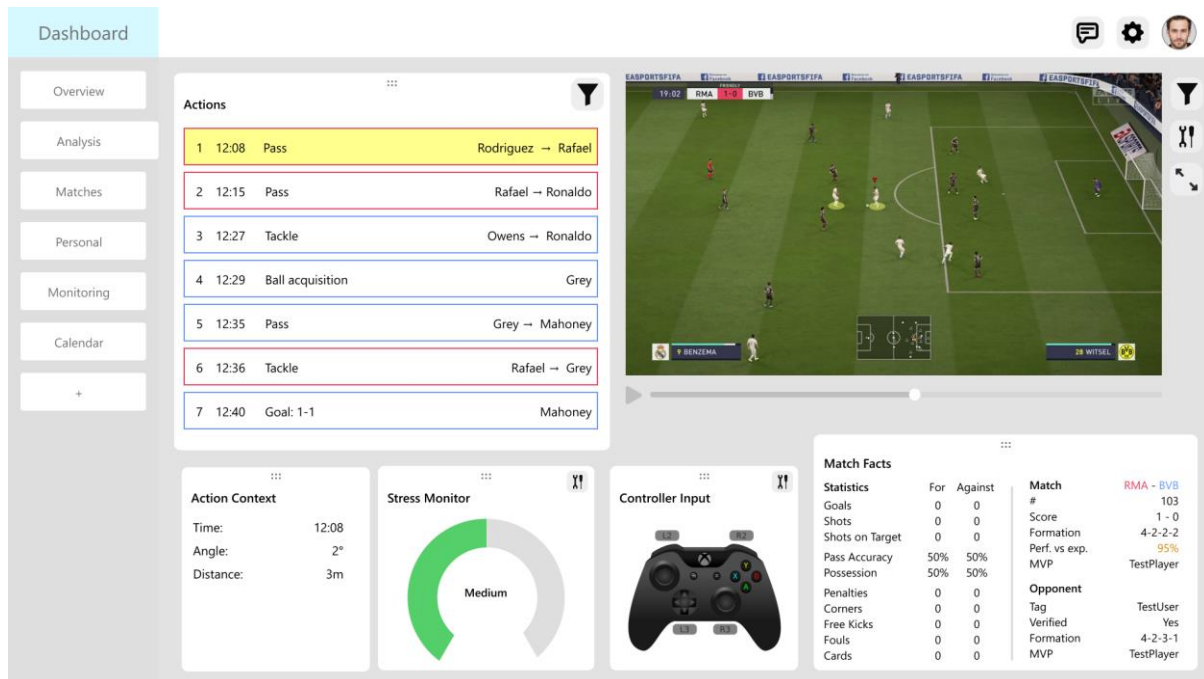 Dashboard
Overview
Analysis
Matches
Personal
Monitoring
Calendar
+
Actions
1 12:08 Pass Rodriguez → Rafael
2 12:15 Pass Rafael → Ronaldo
3 12:27 Tackle Owens → Ronaldo
4 12:29 Ball acquisition Grey
5 12:35 Pass Grey → Mahoney
6 12:36 Tackle Rafael → Grey
7 12:40 Goal: 1-1 Mahoney
EASPORTSFIFA EASPORTSFIFA EASPORTSFIFA EASPORTSFIFA
FRIENDLY
19:02 RMA 1-0 BVB
9 BENZEMA
28 WITSEL
Action Context
Time: 12:08
Angle: 2°
Distance: 3m
Stress Monitor
Medium
Controller Input
L2 R2
Y
X B
A
L3 R3
Match Facts
Statistics For Against
Goals 0 0
Shots 0 0
Shots on Target 0 0
Pass Accuracy 50% 50%
Possession 50% 50%
Penalties 0 0
Corners 0 0
Free Kicks 0 0
Fouls 0 0
Cards 0 0
Match RMA - BVB
# 103
Score 1 - 0
Formation 4-2-2-2
Perf. vs exp. 95%
MVP TestPlayer
Opponent
Tag TestUser
Verified Yes
Formation 4-2-3-1
MVP TestPlayer